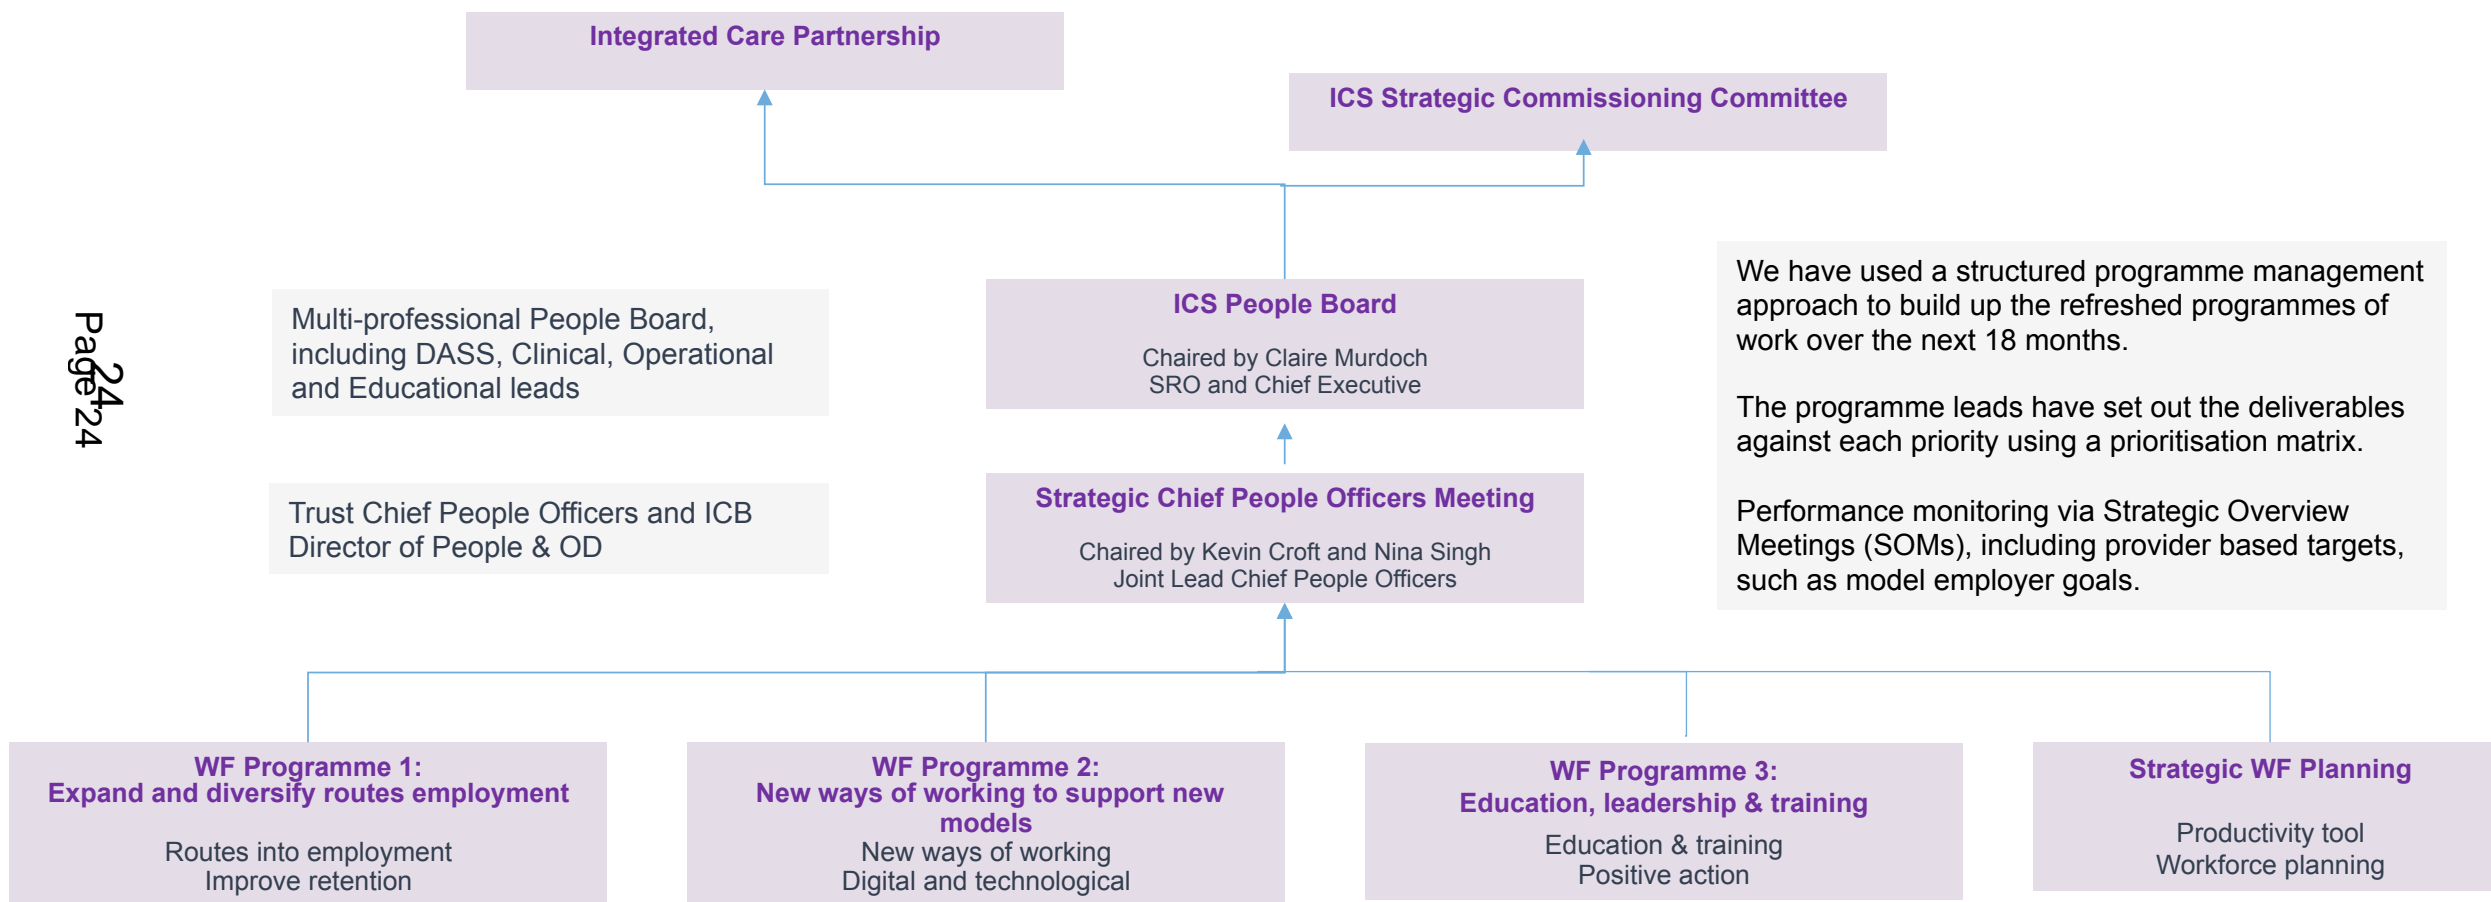 Integrated Care Partnership
ICS Strategic Commissioning Committee
Multi-professional People Board,
including DASS, Clinical, Operational
and Educational leads
ICS People Board
Chaired by Claire Murdoch
SRO and Chief Executive
We have used a structured programme management
approach to build up the refreshed programmes of
work over the next 18 months.
The programme leads have set out the deliverables
against each priority using a prioritisation matrix.
Performance monitoring via Strategic Overview
Meetings (SOMs), including provider based targets,
such as model employer goals.
24
Page 24
Trust Chief People Officers and ICB
Director of People & OD
Strategic Chief People Officers Meeting
Chaired by Kevin Croft and Nina Singh
Joint Lead Chief People Officers
WF Programme 1:
Expand and diversify routes employment
Routes into employment
Improve retention
WF Programme 2:
New ways of working to support new
models
New ways of working
Digital and technological
WF Programme 3:
Education, leadership & training
Education & training
Positive action
Strategic WF Planning
Productivity tool
Workforce planning